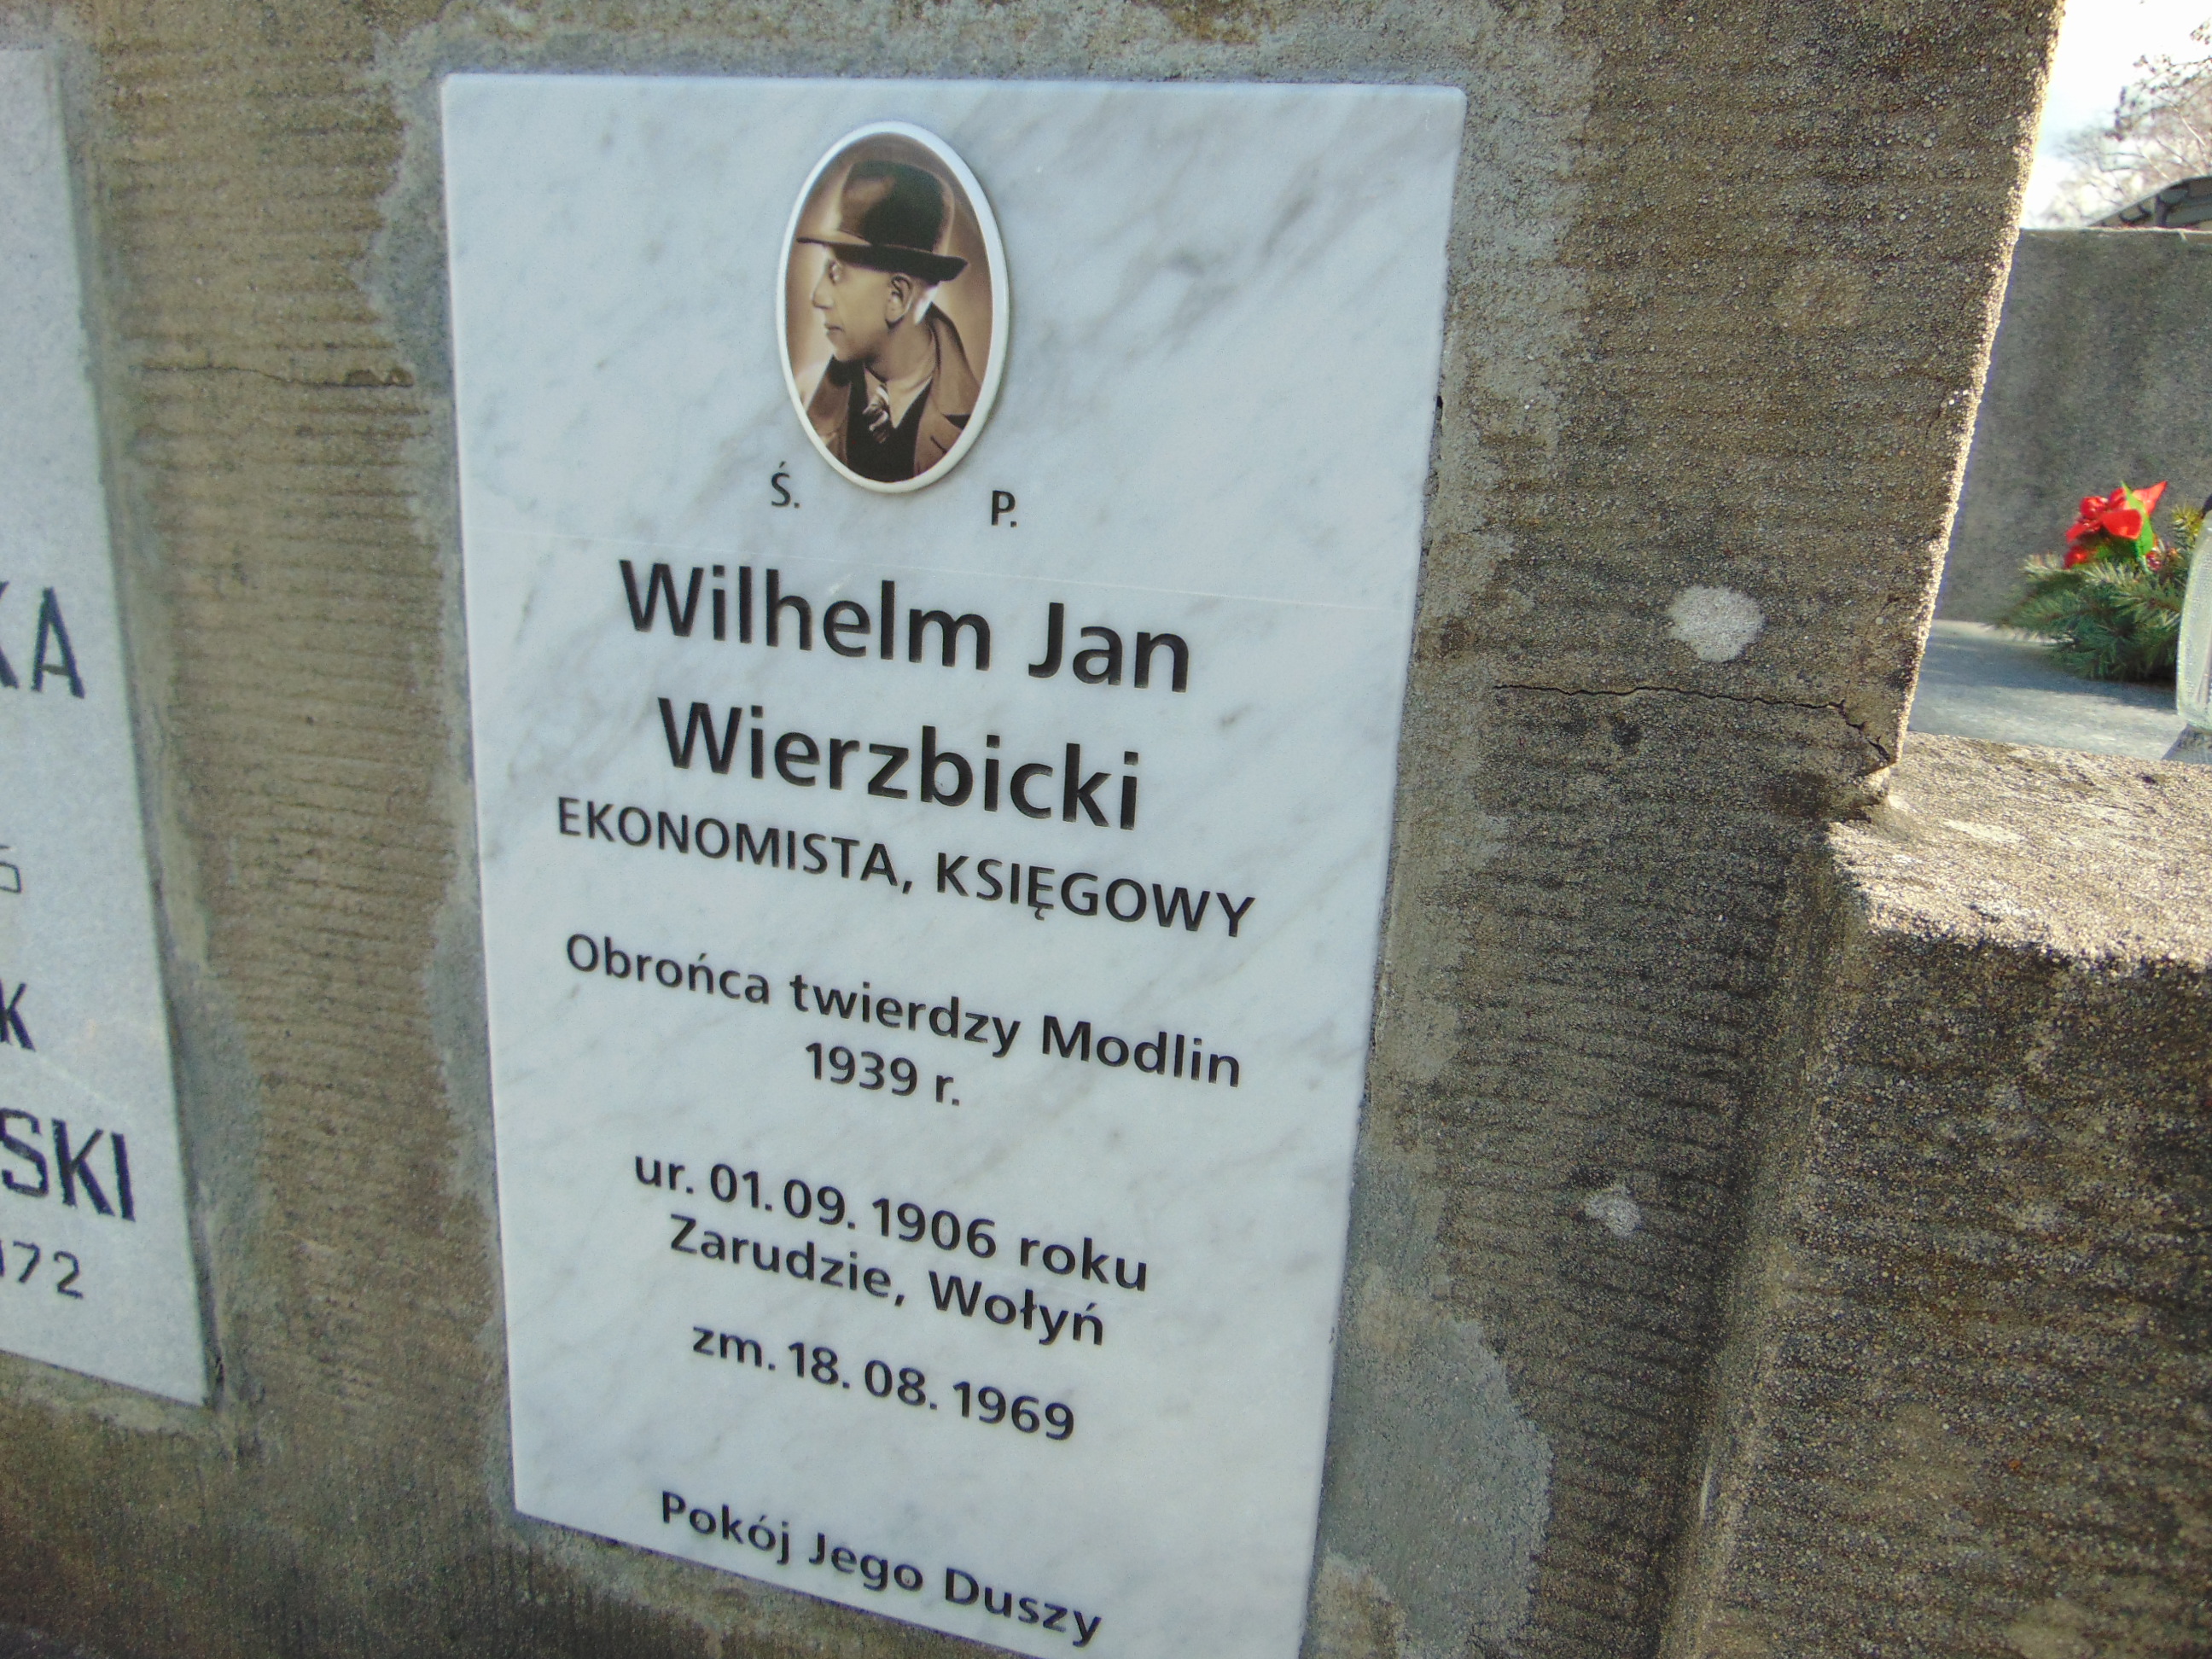 KA
K
SKI
Ś. P.
Wilhelm Jan
Wierzbicki
EKONOMISTA, KSIĘGOWY
Obrońca twierdzy Modlin
1939 r.
ur. 01. 09. 1906 roku
Zarudzie, Wołyń
zm. 18. 08. 1969
Pokój Jego Duszy